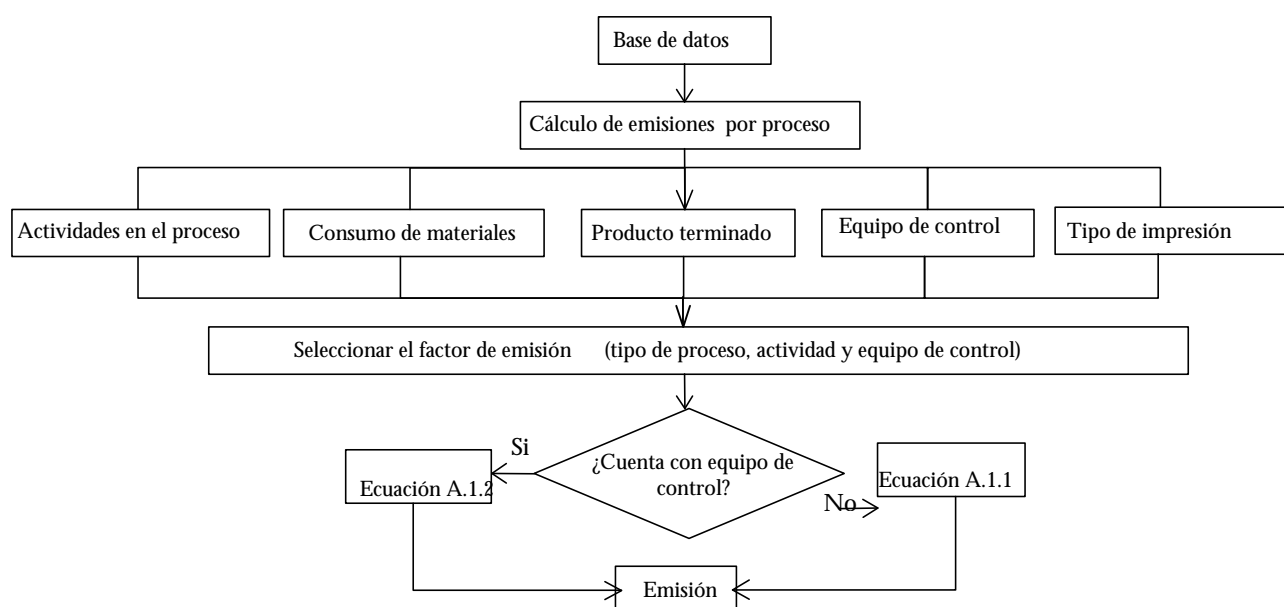 Base de datos
Cálculo de emisiones por proceso
Actividades en el proceso
Consumo de materiales
Producto terminado
Equipo de control
Tipo de impresión
Seleccionar el factor de emisión (tipo de proceso, actividad y equipo de control)
Si
¿Cuenta con equipo de
control?
No
Ecuación A.1.2
Ecuación A.1.1
Emisión